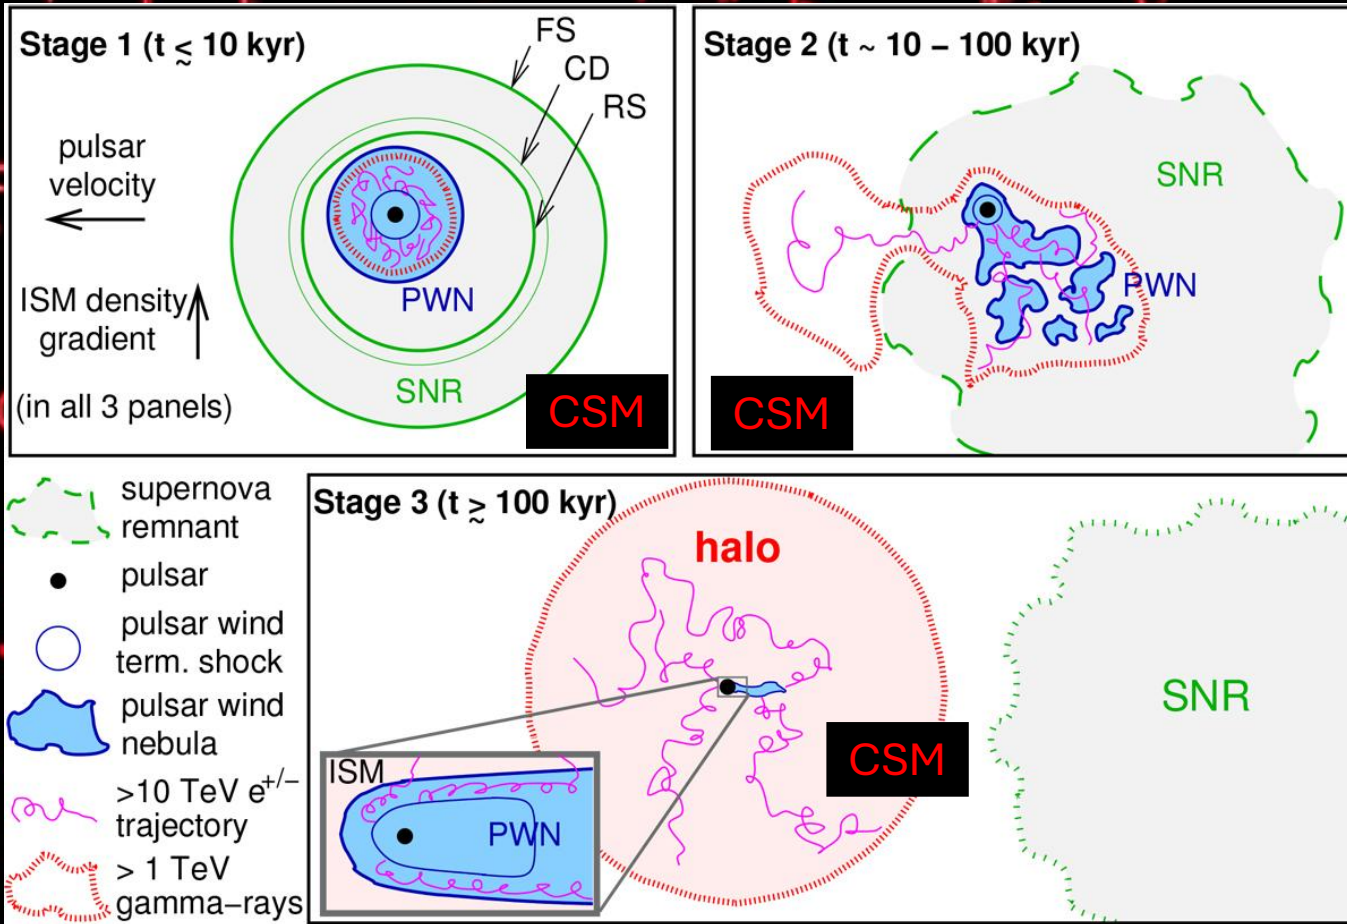 Stage 1 (t ≲ 10 kyr)
FS
CD
RS
pulsar
velocity
ISM density
gradient
(in all 3 panels)
PWN
SNR
CSM
Stage 2 (t ~ 10 – 100 kyr)
SNR
PWN
CSM
supernova
remnant
pulsar
pulsar wind
term. shock
pulsar wind
nebula
>10 TeV e+/−
trajectory
> 1 TeV
gamma−rays
Stage 3 (t ≳ 100 kyr)
halo
CSM
SNR
ISM
PWN